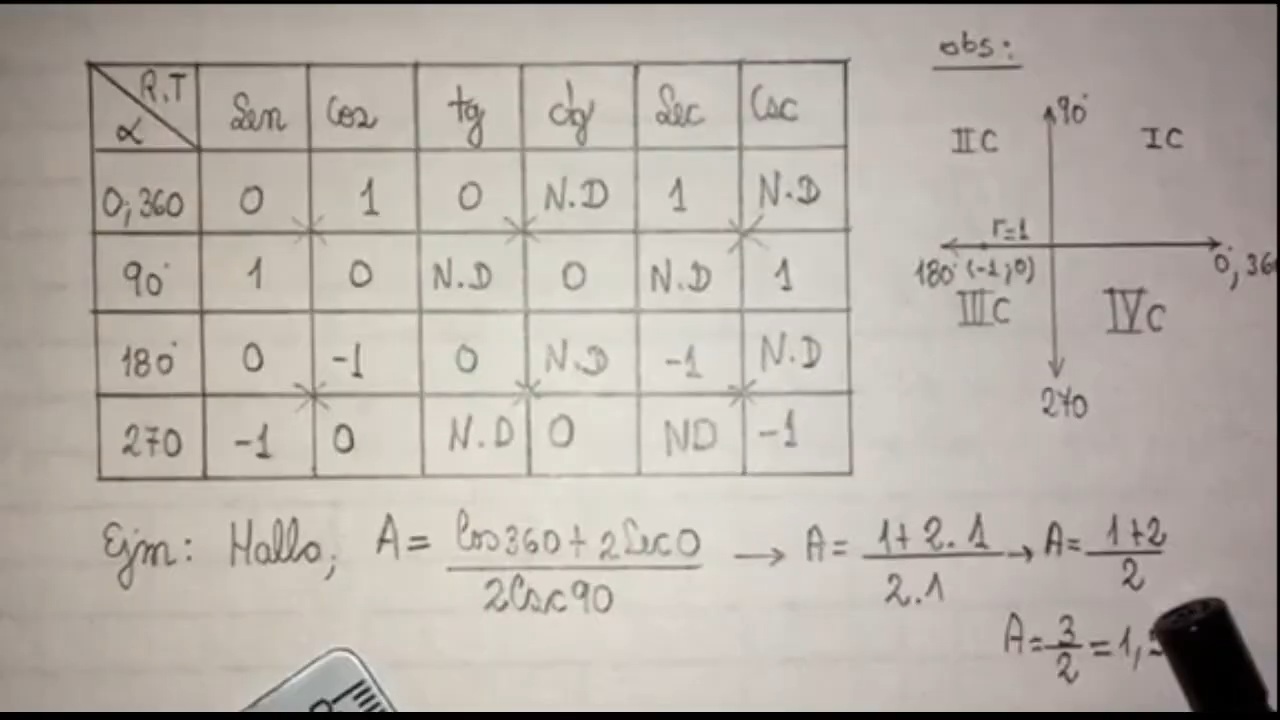 obs:
R.T
α Sen Cos tg ctg Sec Csc
0; 360 0 1 0 N.D 1 N.D
90° 1 0 N.D 0 N.D 1
180° 0 -1 0 N.D -1 N.D
270 -1 0 N.D 0 ND -1
90°
IIC IC
r=1
180° (-1;0) 0°, 36
IIIC IVC
270
Ejm: Hallo; A= Cos360+2Sec0 / 2Csc90 → A= 1+2.1 / 2.1 → A= 1+2 / 2
A= 3/2 = 1,